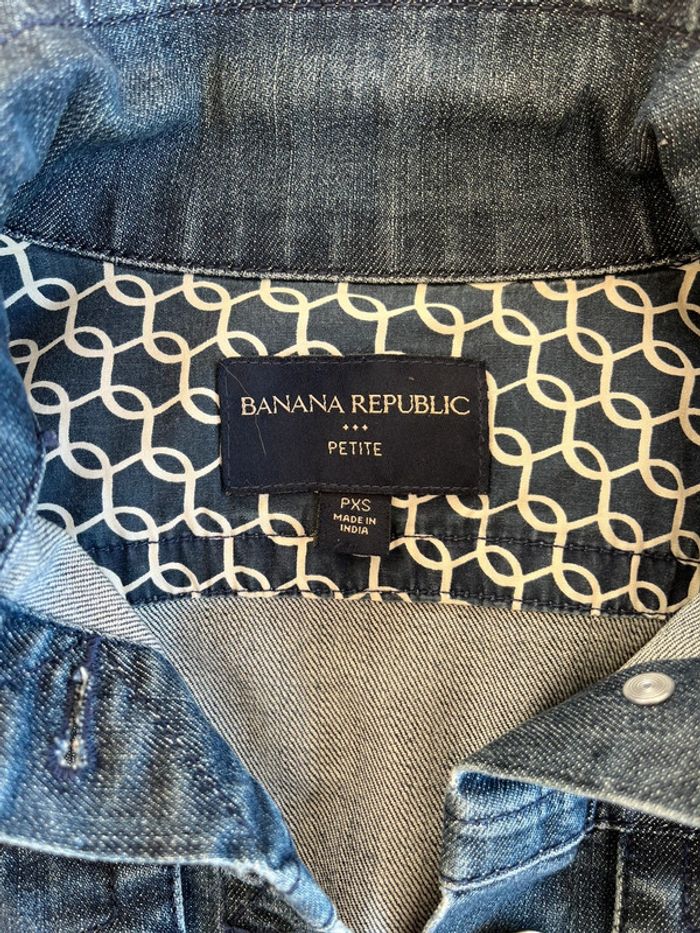 BANANA REPUBLIC
PETITE
PXS
MADE IN
INDIA